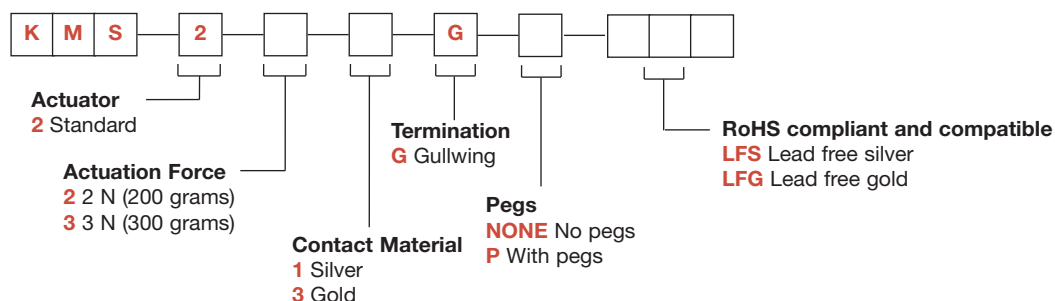 K M S 2 G
Actuator
2 Standard
Actuation Force
2 2 N (200 grams)
3 3 N (300 grams)
Contact Material
1 Silver
3 Gold
Termination
G Gullwing
Pegs
NONE No pegs
P With pegs
RoHS compliant and compatible
LFS Lead free silver
LFG Lead free gold